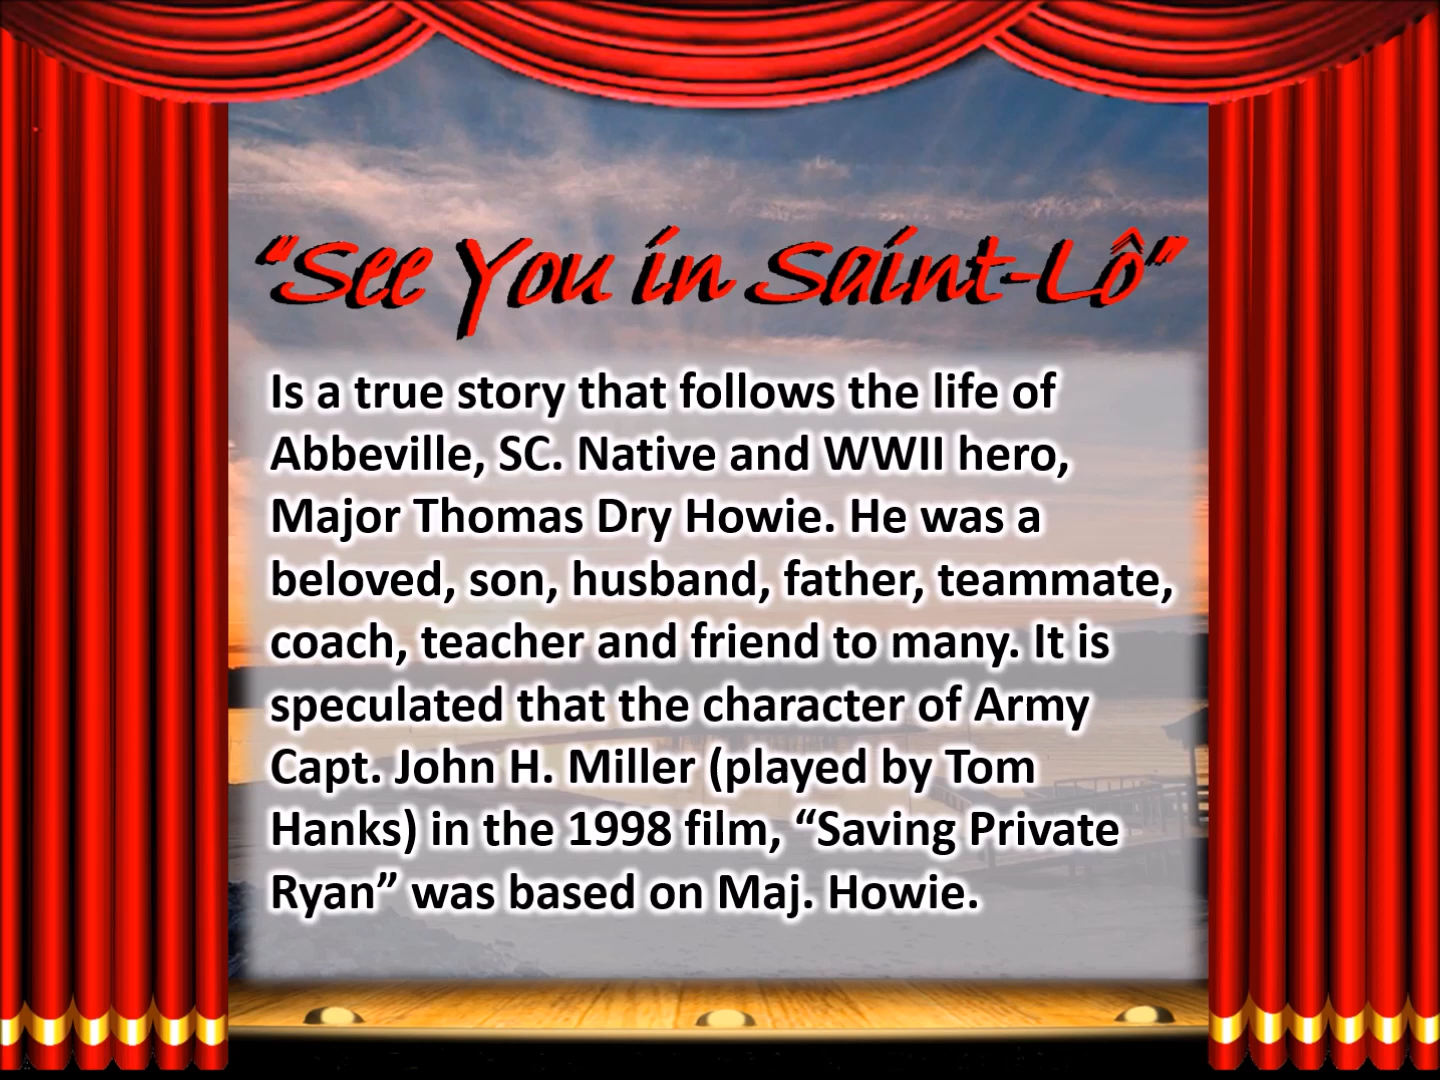 “See You in Saint-Lô”
Is a true story that follows the life of
Abbeville, SC. Native and WWII hero,
Major Thomas Dry Howie. He was a
beloved, son, husband, father, teammate,
coach, teacher and friend to many. It is
speculated that the character of Army
Capt. John H. Miller (played by Tom
Hanks) in the 1998 film, “Saving Private
Ryan” was based on Maj. Howie.